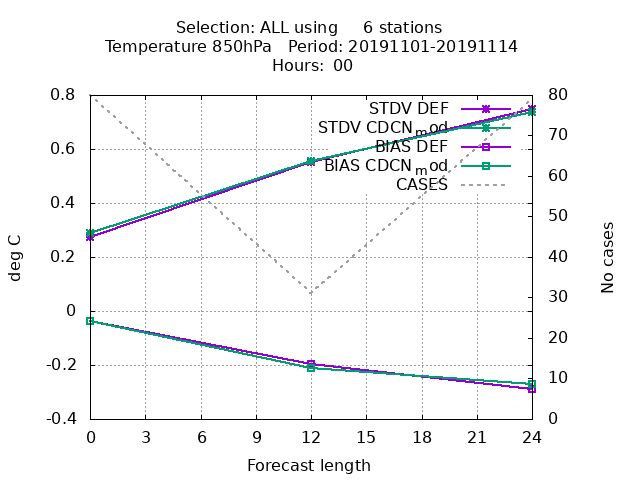 Selection: ALL using     6 stations
Temperature 850hPa   Period: 20191101-20191114
Hours:  00
STDV DEF
STDV CDCN_mod
BIAS DEF
BIAS CDCN_mod
CASES
deg C
0.8
0.6
0.4
0.2
0
-0.2
-0.4
No cases
80
70
60
50
40
30
20
10
0
0 3 6 9 12 15 18 21 24
Forecast length